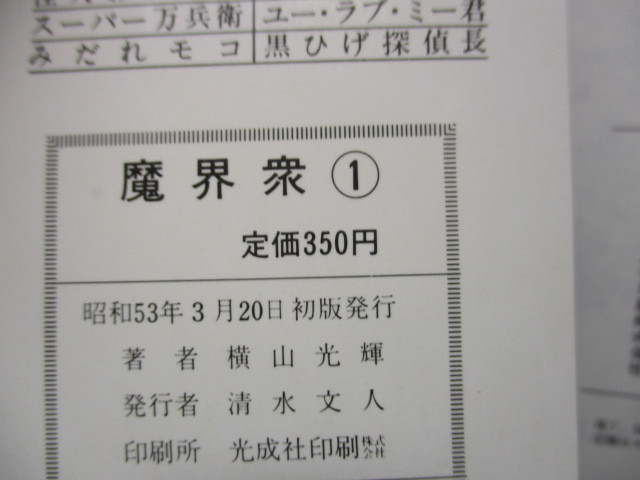 スーパー万兵衛 ユー・ラブ・ミー君
みだれモコ 黒ひげ探偵長
魔界衆①
定価350円
昭和53年3月20日初版発行
著者 横山光輝
発行者 清水文人
印刷所 光成社印刷株式会社